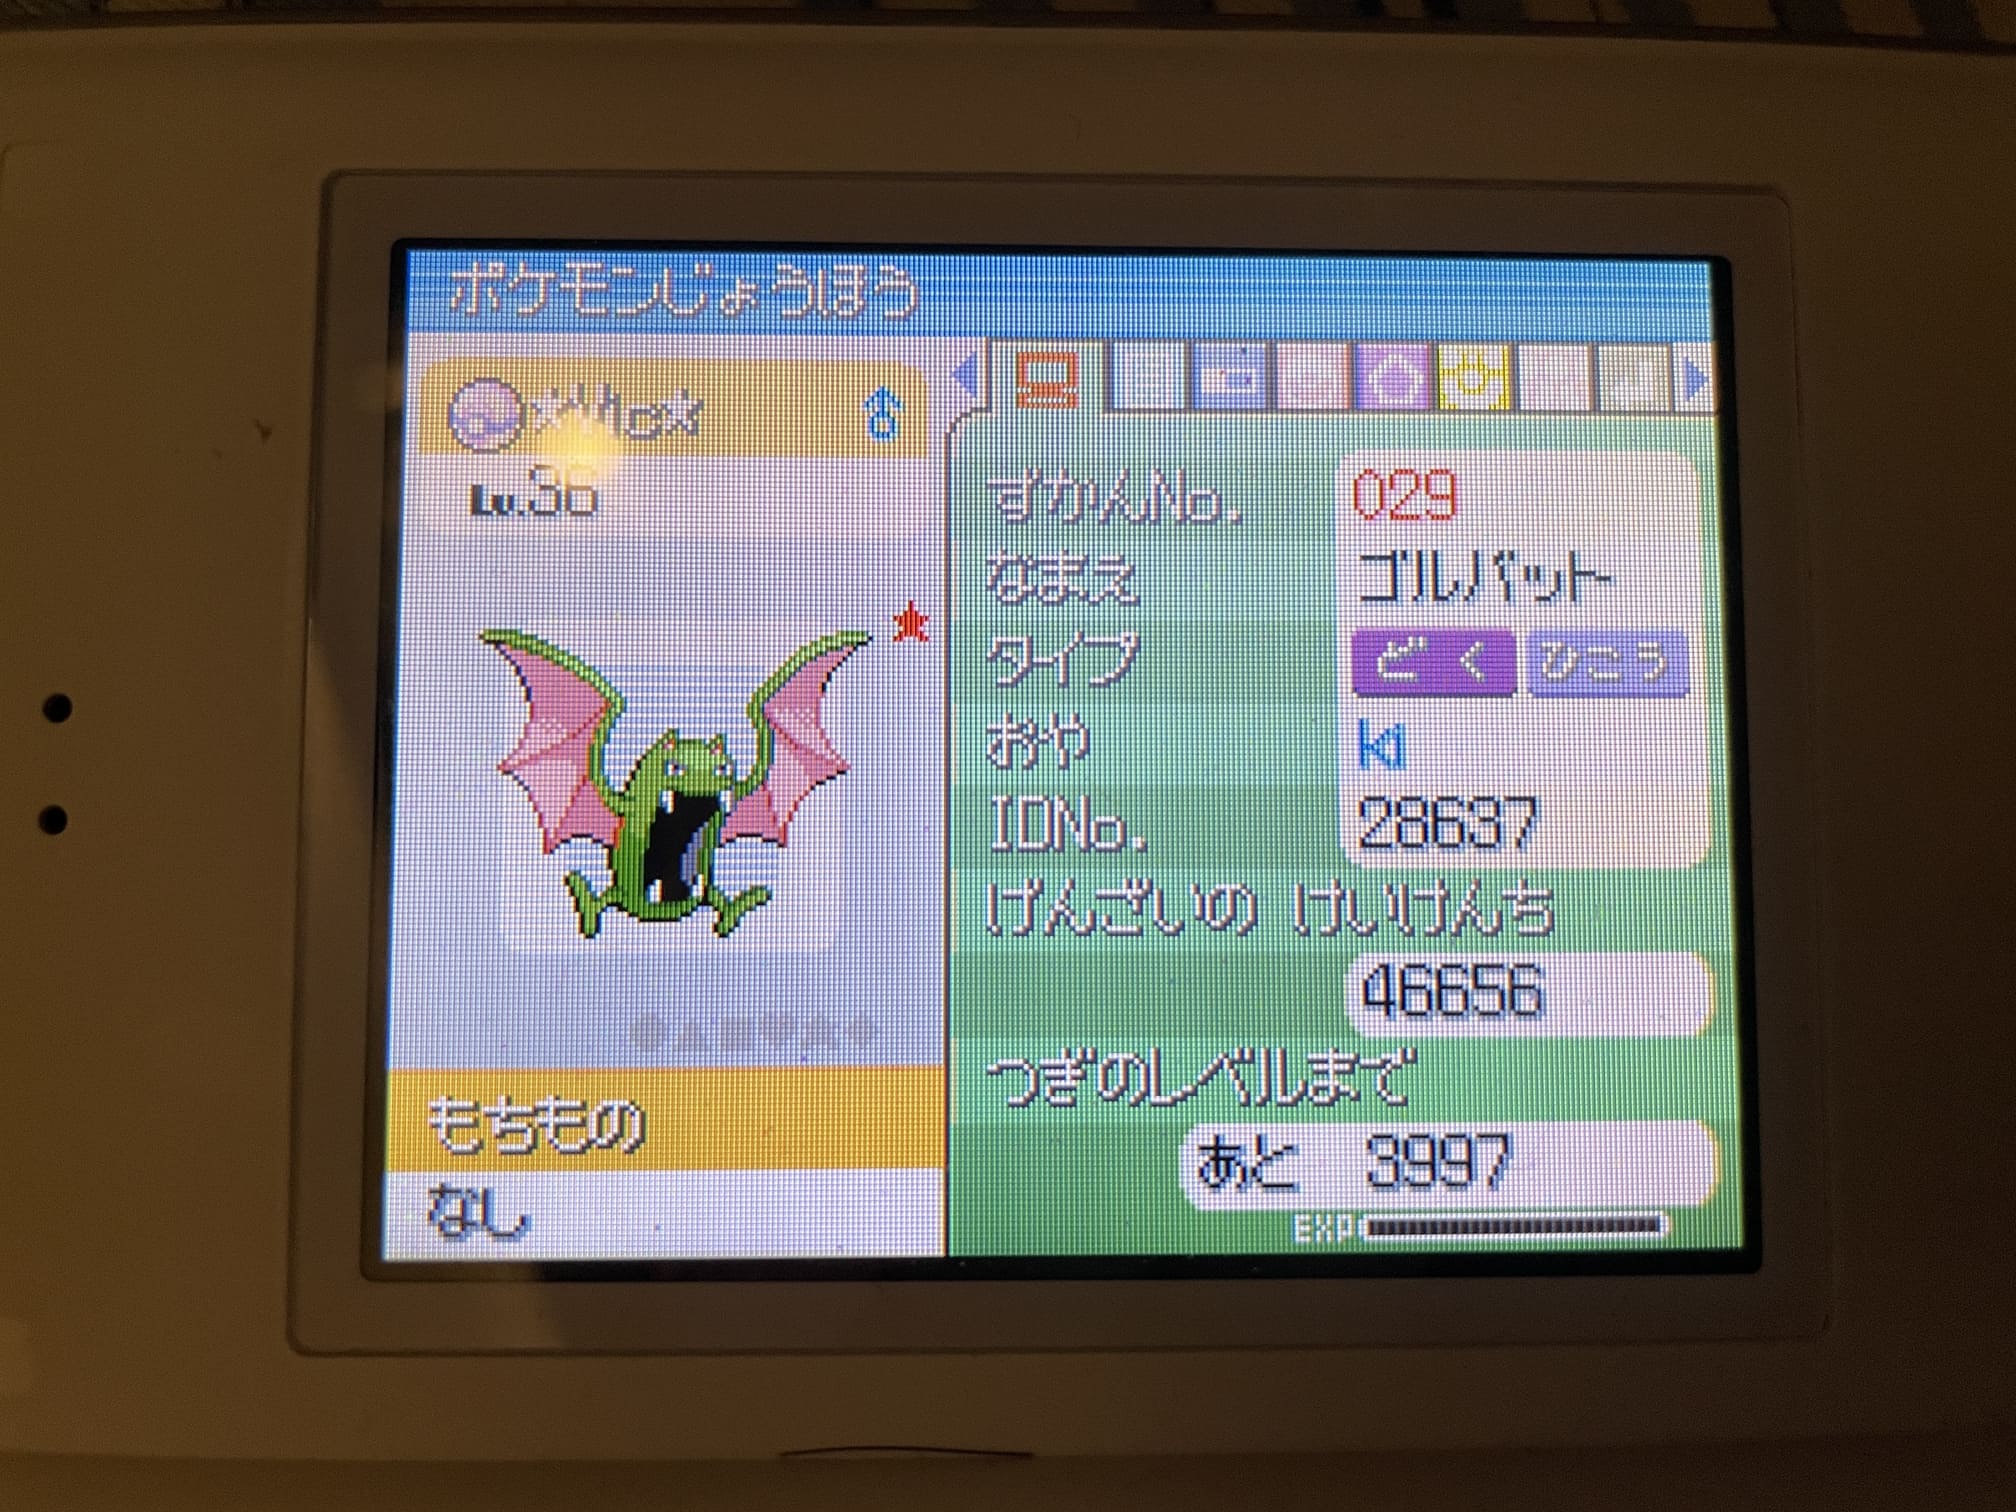 ポケモンじょうほう
Lv.36
ずかんNo. 029
なまえ ゴルバット
タイプ どく ひこう
おや k1
IDNo. 28637
げんざいの けいけんち
46656
つぎのレベルまで
あと 3997
EXP
もちもの
なし